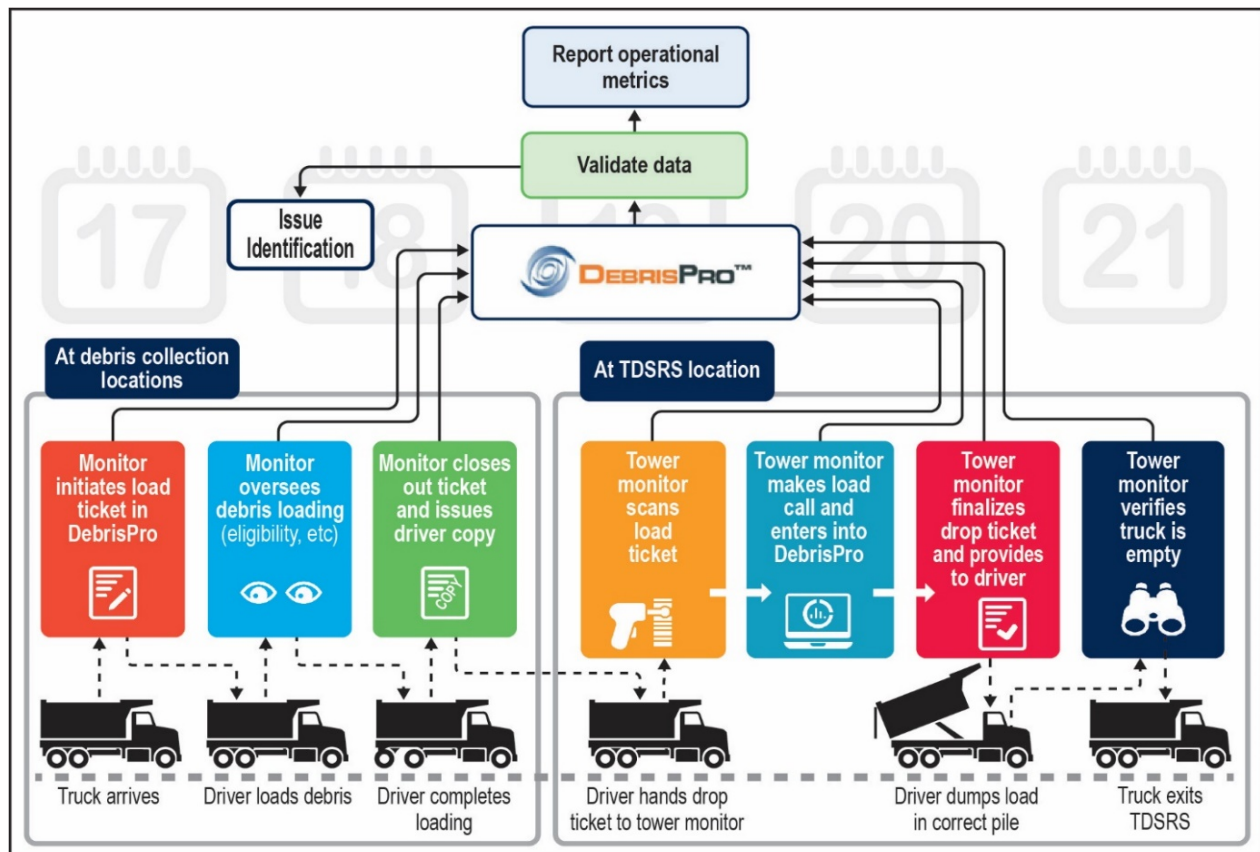 Report operational
metrics
Validate data
17
18
19
20
21
Issue
Identification
DEBRISPRO™
At debris collection
locations
At TDSRS location
Monitor
initiates load
ticket in
DebrisPro
Monitor
oversees
debris loading
(eligibility, etc)
Monitor closes
out ticket
and issues
driver copy
COPY
Tower
monitor
scans
load
ticket
Tower monitor
makes load
call and
enters into
DebrisPro
Tower
monitor
finalizes
drop ticket
and provides
to driver
Tower
monitor
verifies
truck is
empty
Truck arrives
Driver loads debris
Driver completes
loading
Driver hands drop
ticket to tower monitor
Driver dumps load
in correct pile
Truck exits
TDSRS